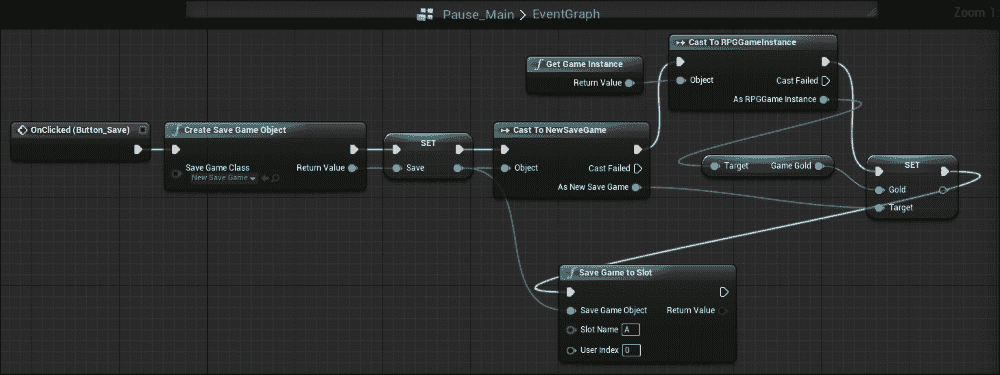 Pause_Main > EventGraph
Zoom 1
OnClicked (Button_Save)
f Create Save Game Object
Save Game Class
New Save Game
Return Value
SET
Save
Cast To NewSaveGame
Object
Cast Failed
As New Save Game
f Get Game Instance
Return Value
Cast To RPGGameInstance
Object
Cast Failed
As RPGGame Instance
Target Game Gold
SET
Gold
Target
f Save Game to Slot
Save Game Object Return Value
Slot Name A
User Index 0